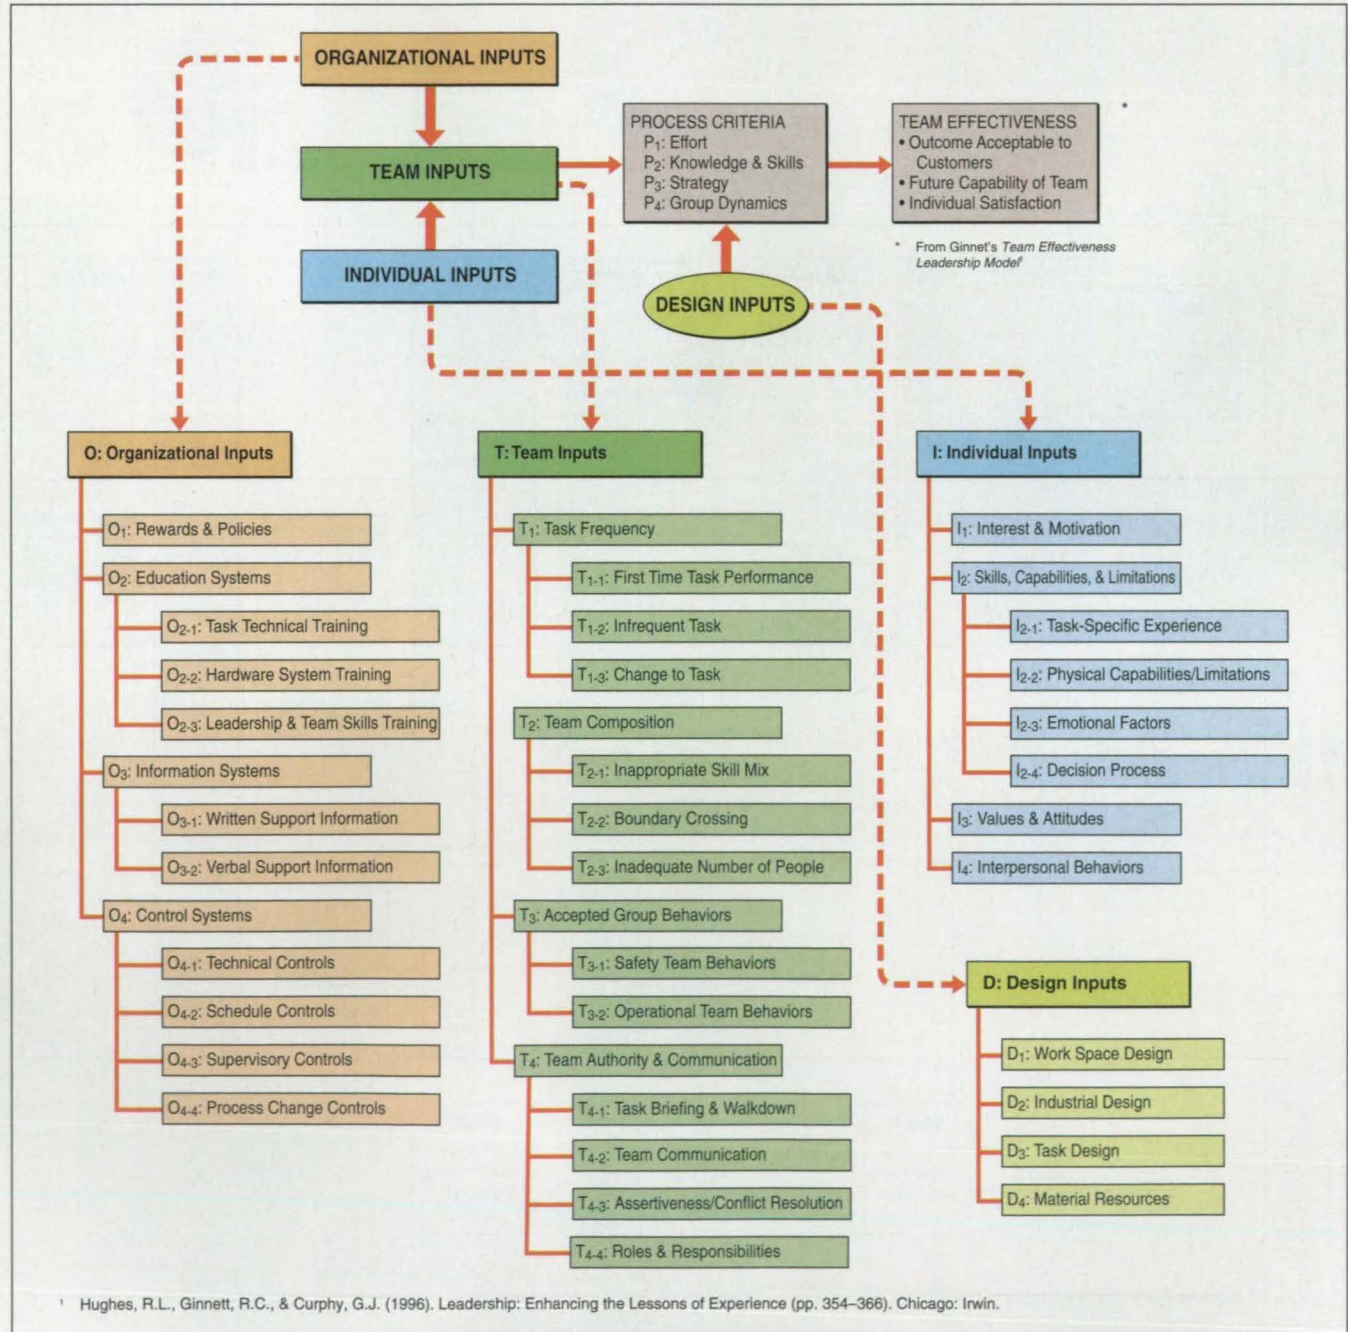 ORGANIZATIONAL INPUTS
TEAM INPUTS
INDIVIDUAL INPUTS
PROCESS CRITERIA
P1: Effort
P2: Knowledge & Skills
P3: Strategy
P4: Group Dynamics
DESIGN INPUTS
*
TEAM EFFECTIVENESS
• Outcome Acceptable to
Customers
• Future Capability of Team
• Individual Satisfaction
* From Ginnet's Team Effectiveness
Leadership Model¹
O: Organizational Inputs
O1: Rewards & Policies
O2: Education Systems
O2-1: Task Technical Training
O2-2: Hardware System Training
O2-3: Leadership & Team Skills Training
O3: Information Systems
O3-1: Written Support Information
O3-2: Verbal Support Information
O4: Control Systems
O4-1: Technical Controls
O4-2: Schedule Controls
O4-3: Supervisory Controls
O4-4: Process Change Controls
T: Team Inputs
T1: Task Frequency
T1-1: First Time Task Performance
T1-2: Infrequent Task
T1-3: Change to Task
T2: Team Composition
T2-1: Inappropriate Skill Mix
T2-2: Boundary Crossing
T2-3: Inadequate Number of People
T3: Accepted Group Behaviors
T3-1: Safety Team Behaviors
T3-2: Operational Team Behaviors
T4: Team Authority & Communication
T4-1: Task Briefing & Walkdown
T4-2: Team Communication
T4-3: Assertiveness/Conflict Resolution
T4-4: Roles & Responsibilities
I: Individual Inputs
I1: Interest & Motivation
I2: Skills, Capabilities, & Limitations
I2-1: Task-Specific Experience
I2-2: Physical Capabilities/Limitations
I2-3: Emotional Factors
I2-4: Decision Process
I3: Values & Attitudes
I4: Interpersonal Behaviors
D: Design Inputs
D1: Work Space Design
D2: Industrial Design
D3: Task Design
D4: Material Resources
¹ Hughes, R.L., Ginnett, R.C., & Curphy, G.J. (1996). Leadership: Enhancing the Lessons of Experience (pp. 354–366). Chicago: Irwin.